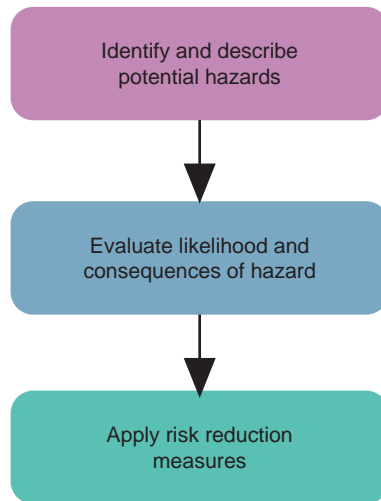 Identify and describe
potential hazards
Evaluate likelihood and
consequences of hazard
Apply risk reduction
measures